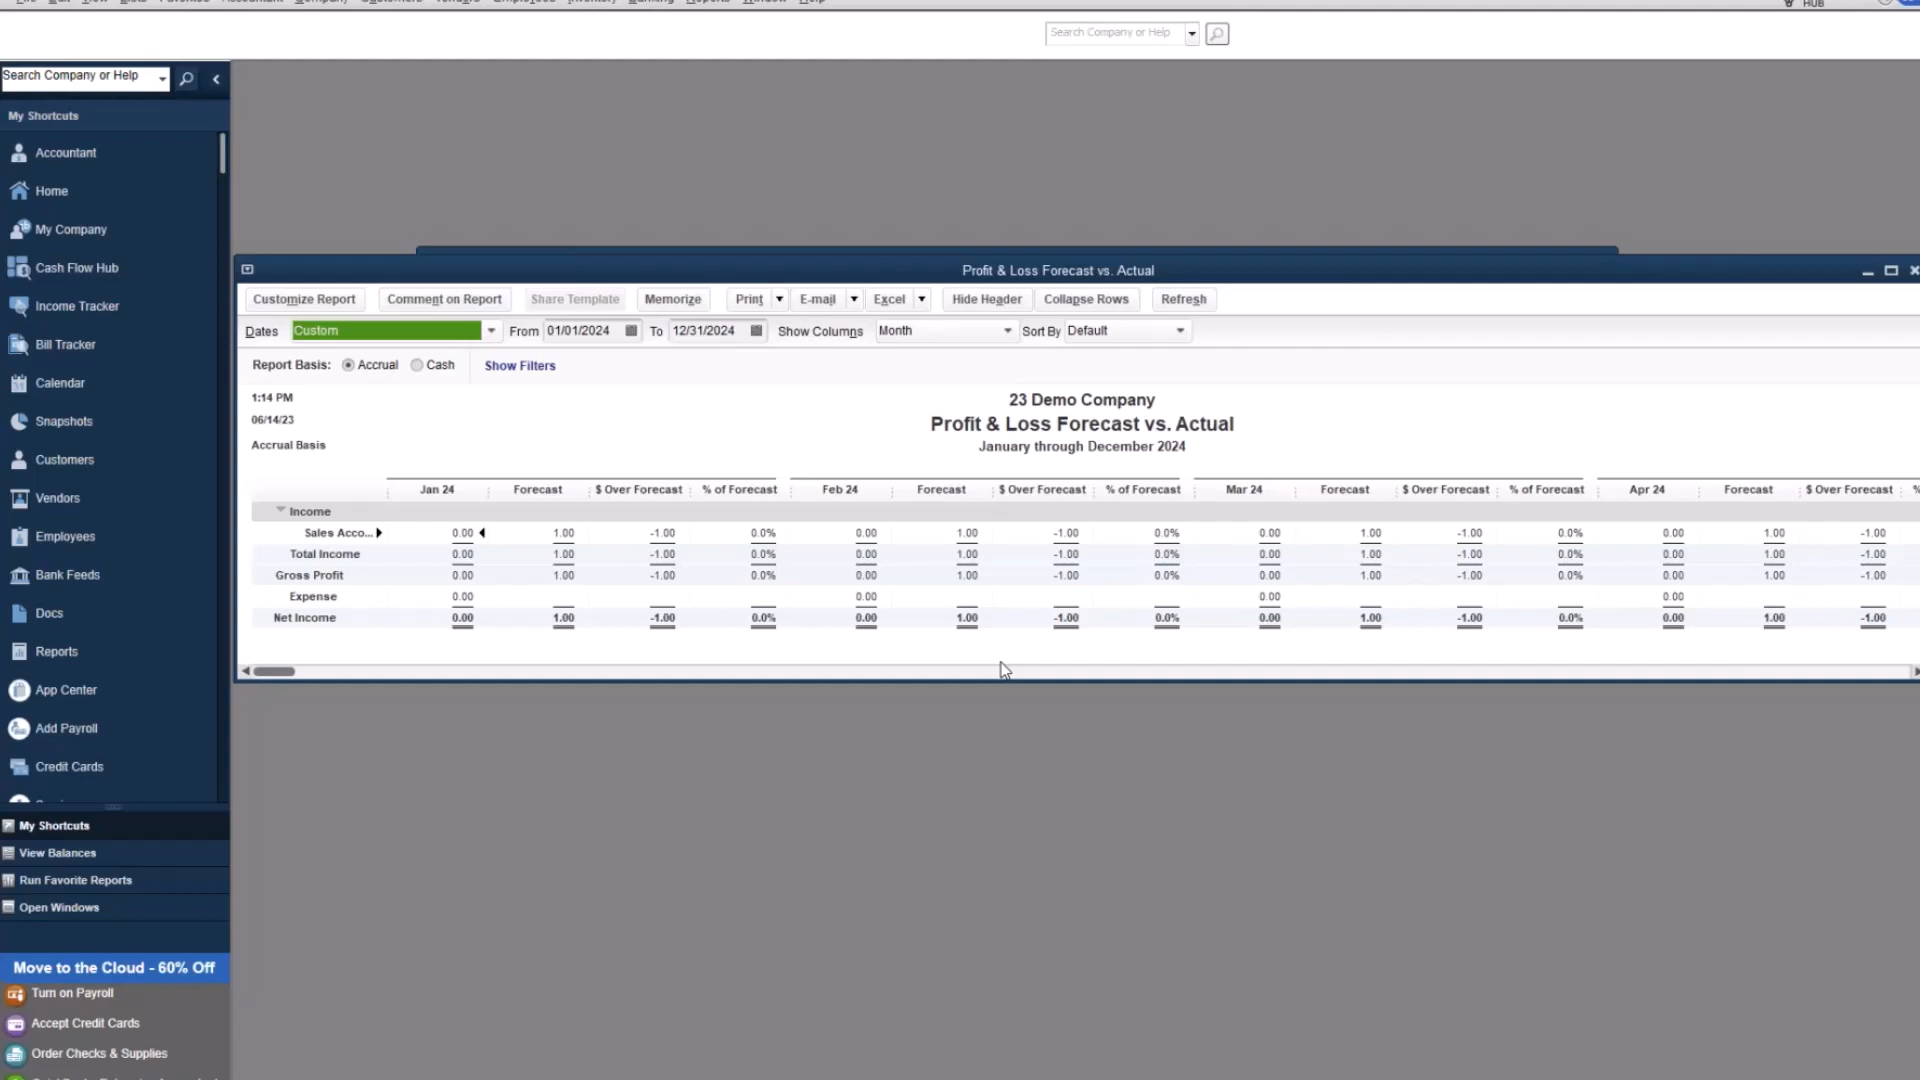 HUB
Search Company or Help
Search Company or Help
My Shortcuts
Accountant
Home
My Company
Cash Flow Hub
Income Tracker
Bill Tracker
Calendar
Snapshots
Customers
Vendors
Employees
Bank Feeds
Docs
Reports
App Center
Add Payroll
Credit Cards
My Shortcuts
View Balances
Run Favorite Reports
Open Windows
Move to the Cloud - 60% Off
Turn on Payroll
Accept Credit Cards
Order Checks & Supplies
Profit & Loss Forecast vs. Actual
Customize Report Comment on Report Share Template Memorize Print E-mail Excel Hide Header Collapse Rows Refresh
Dates Custom From 01/01/2024 To 12/31/2024 Show Columns Month Sort By Default
Report Basis: Accrual Cash Show Filters
1:14 PM
06/14/23
Accrual Basis
23 Demo Company
Profit & Loss Forecast vs. Actual
January through December 2024
Jan 24 Forecast $ Over Forecast % of Forecast Feb 24 Forecast $ Over Forecast % of Forecast Mar 24 Forecast $ Over Forecast % of Forecast Apr 24 Forecast $ Over Forecast %
Income
Sales Acco... 0.00 1.00 -1.00 0.0% 0.00 1.00 -1.00 0.0% 0.00 1.00 -1.00 0.0% 0.00 1.00 -1.00
Total Income 0.00 1.00 -1.00 0.0% 0.00 1.00 -1.00 0.0% 0.00 1.00 -1.00 0.0% 0.00 1.00 -1.00
Gross Profit 0.00 1.00 -1.00 0.0% 0.00 1.00 -1.00 0.0% 0.00 1.00 -1.00 0.0% 0.00 1.00 -1.00
Expense 0.00 0.00 0.00 0.00
Net Income 0.00 1.00 -1.00 0.0% 0.00 1.00 -1.00 0.0% 0.00 1.00 -1.00 0.0% 0.00 1.00 -1.00